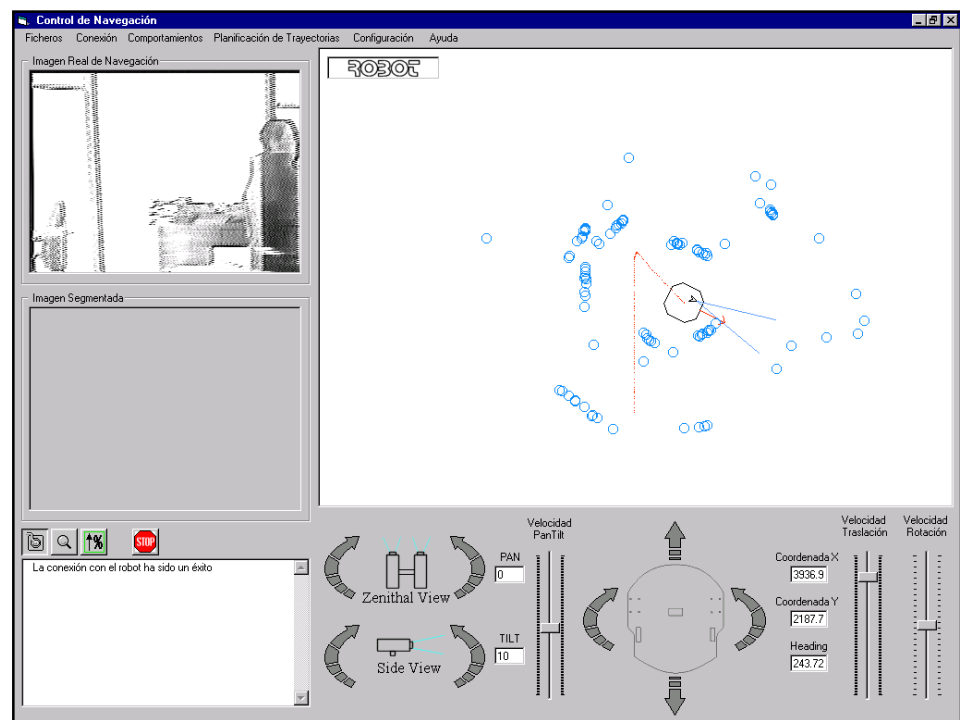 Control de Navegación
Ficheros Conexión Comportamientos Planificación de Trayectorias Configuración Ayuda
Imagen Real de Navegación
ROBOT
Imagen Segmentada
STOP
La conexión con el robot ha sido un éxito
Zenithal View
PAN
0
Side View
TILT
10
Velocidad
PanTilt
Coordenada X
3936.9
Coordenada Y
2187.7
Heading
243.72
Velocidad
Traslación
Velocidad
Rotación